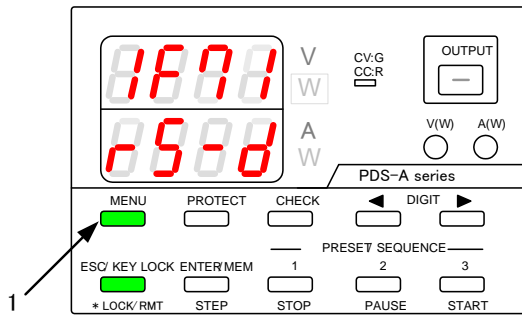 OUTPUT
1F71 V CV:G
W CC:R
rS-d A V(W) A(W)
W
PDS-A series
MENU PROTECT CHECK ◀ DIGIT ▶
PRESET/ SEQUENCE
ESC/ KEY LOCK ENTER/MEM 1 2 3
1
* LOCK/ RMT STEP STOP PAUSE START